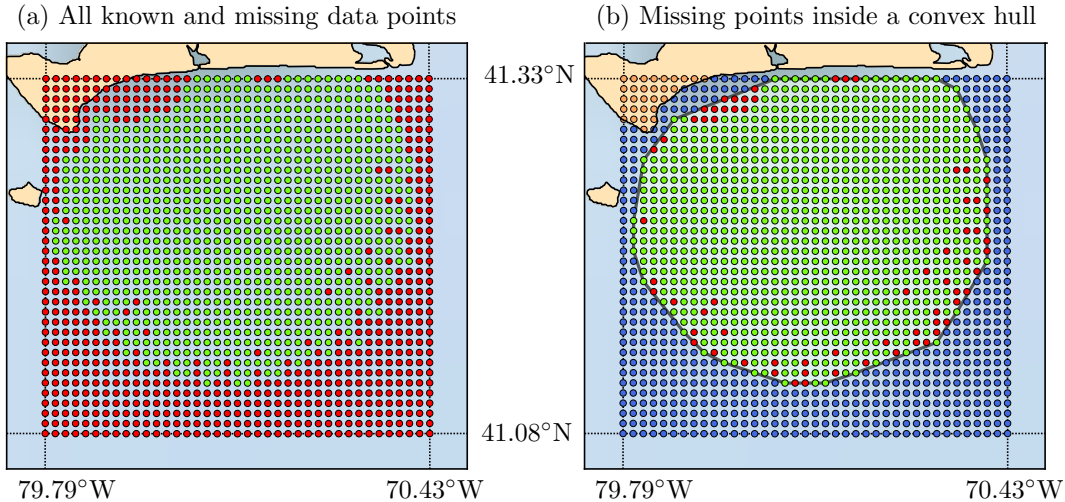 (a) All known and missing data points
(b) Missing points inside a convex hull
41.33°N
41.08°N
79.79°W
70.43°W
79.79°W
70.43°W